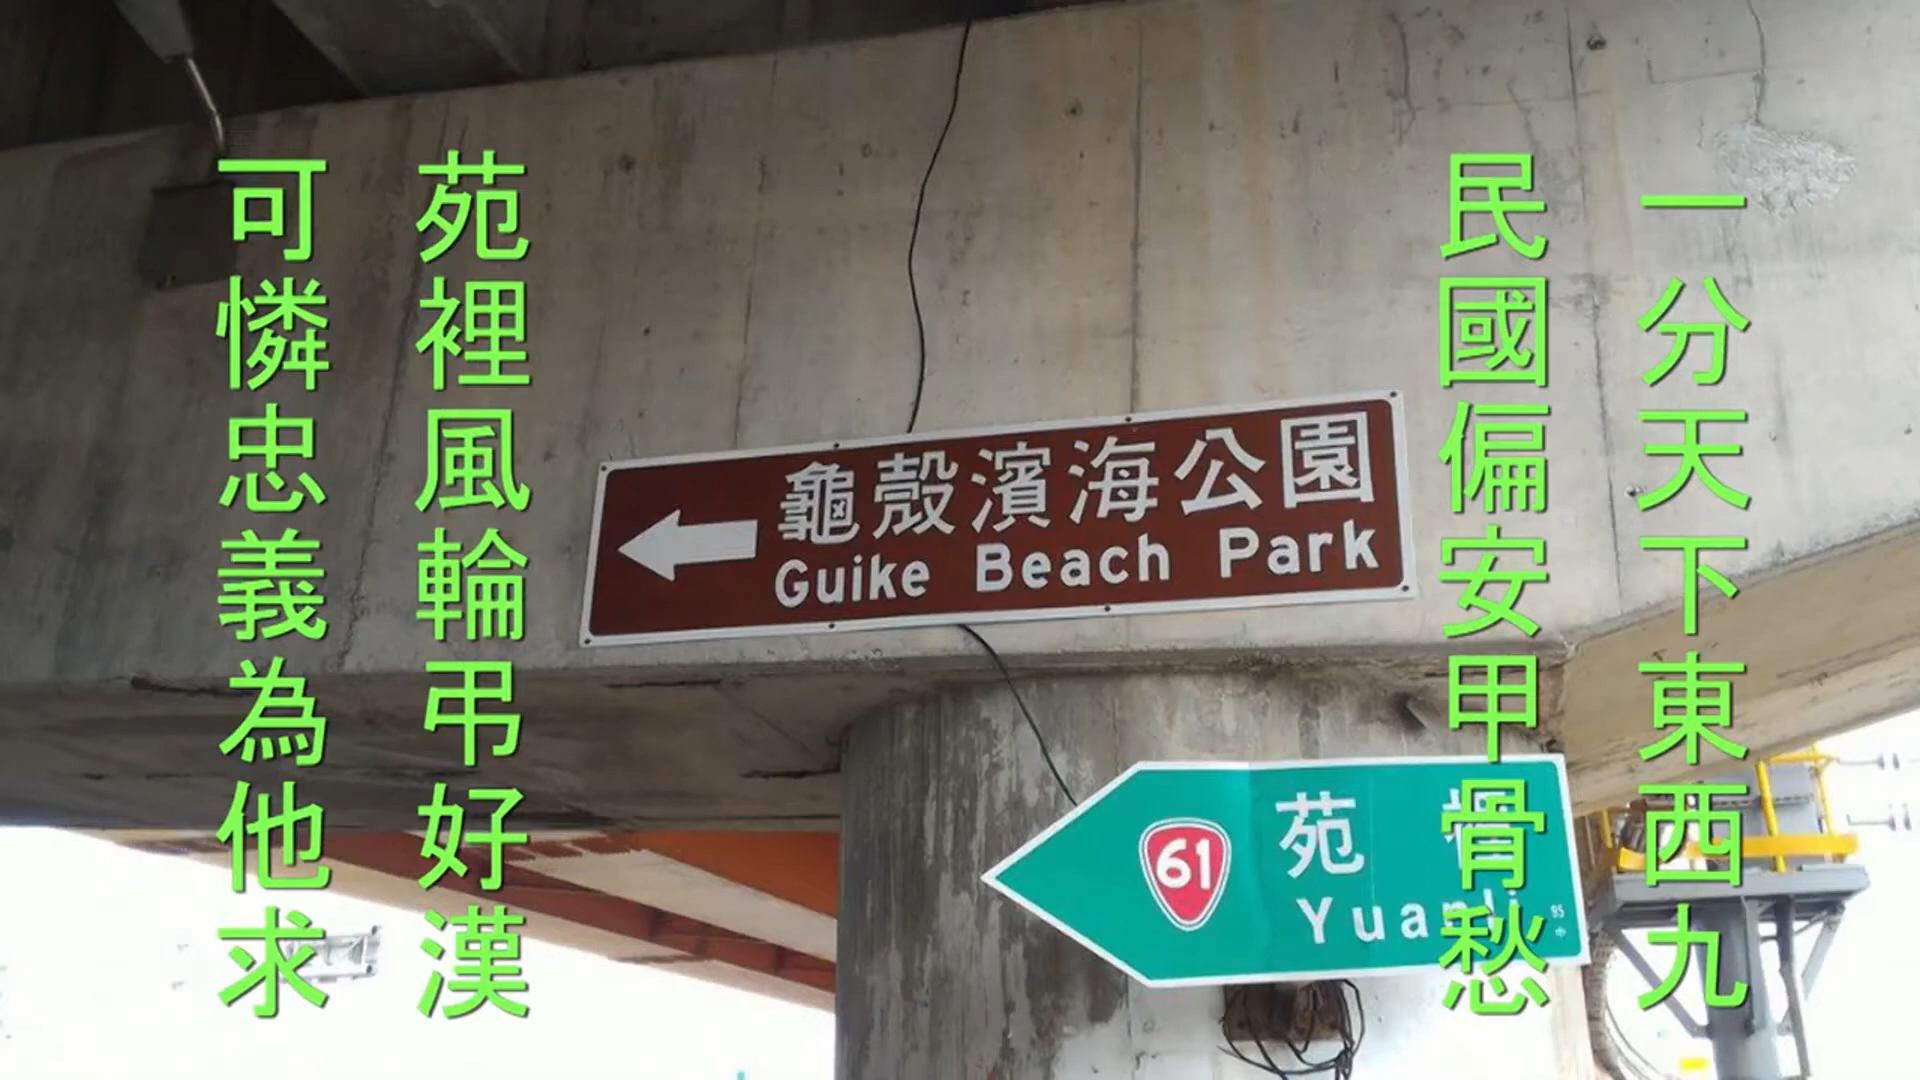 一分天下東西九
民國偏安甲骨愁
苑裡風輪弔好漢
可憐忠義為他求
龜殼濱海公園
Guike Beach Park
61
苑裡
Yuanli